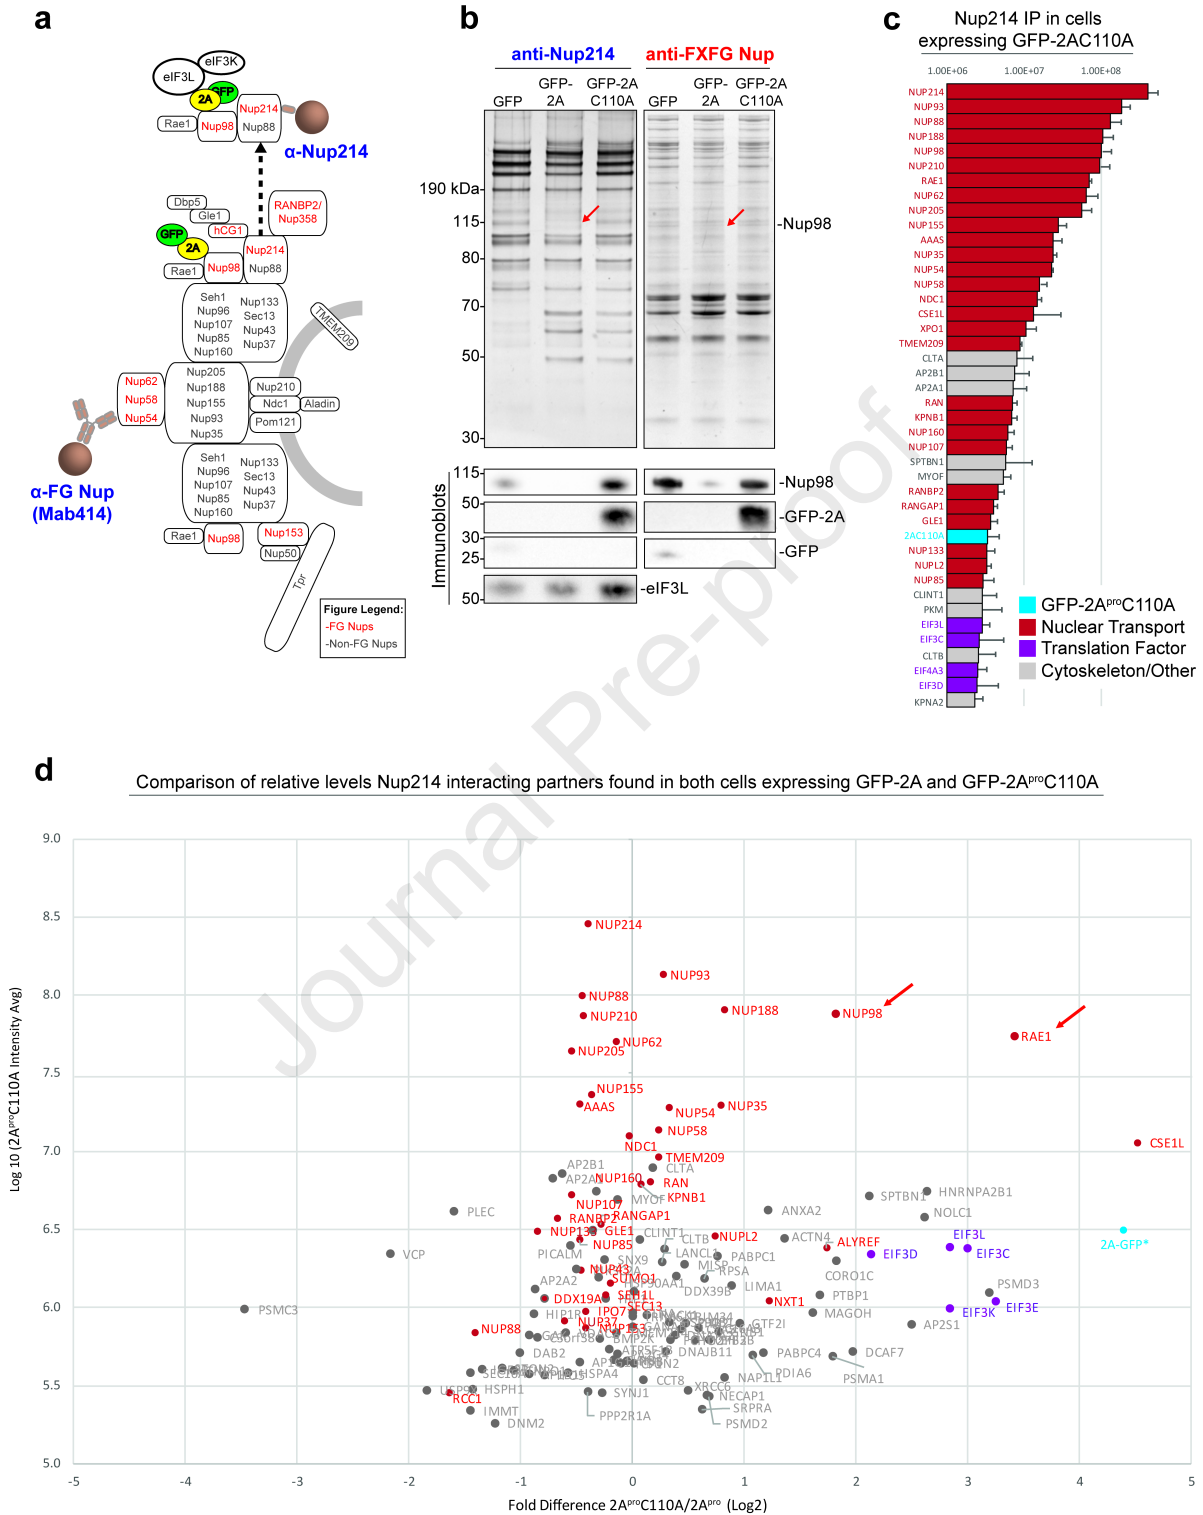 a
eIF3K
eIF3L
GFP
2A
Nup214
Rae1
Nup98
Nup88
α-Nup214
Dbp5
Gle1
hCG1
RANBP2/
Nup358
GFP
2A
Nup214
Rae1
Nup98
Nup88
Seh1
Nup96
Nup107
Nup85
Nup160
Nup133
Sec13
Nup43
Nup37
TMEM209
Nup62
Nup58
Nup54
Nup205
Nup188
Nup155
Nup93
Nup35
Nup210
Ndc1
Aladin
Pom121
α-FG Nup
(Mab414)
Seh1
Nup96
Nup107
Nup85
Nup160
Nup133
Sec13
Nup43
Nup37
Rae1
Nup98
Nup153
Nup50
Tpr
Figure Legend:
-FG Nups
-Non-FG Nups
b
anti-Nup214
anti-FXFG Nup
GFP
GFP-
2A
GFP-2A
C110A
GFP
GFP-
2A
GFP-2A
C110A
190 kDa
115
80
70
50
30
-Nup98
Immunoblots
115
-Nup98
50
-GFP-2A
30
25
-GFP
50
-eIF3L
c
Nup214 IP in cells
expressing GFP-2AC110A
1.00E+06 1.00E+07 1.00E+08
NUP214
NUP93
NUP88
NUP188
NUP98
NUP210
RAE1
NUP62
NUP205
NUP155
AAAS
NUP35
NUP54
NUP58
NDC1
CSE1L
XPO1
TMEM209
CLTA
AP2B1
AP2A1
RAN
KPNB1
NUP160
NUP107
SPTBN1
MYOF
RANBP2
RANGAP1
GLE1
2AC110A
NUP133
NUPL2
NUP85
CLINT1
PKM
EIF3L
EIF3C
CLTB
EIF4A3
EIF3D
KPNA2
GFP-2AproC110A
Nuclear Transport
Translation Factor
Cytoskeleton/Other
d
Comparison of relative levels Nup214 interacting partners found in both cells expressing GFP-2A and GFP-2AproC110A
Log 10 (2AproC110A Intensity Avg)
9.0
8.5
8.0
7.5
7.0
6.5
6.0
5.5
5.0
NUP214
NUP93
NUP88
NUP210
NUP188
NUP98
RAE1
NUP62
NUP205
NUP155
AAAS
NUP54
NUP35
NUP58
NDC1
CSE1L
TMEM209
AP2B1
CLTA
NUP160
RAN
KPNB1
MYOF
NUP107
SPTBN1
HNRNPA2B1
PLEC
RANBP2
RANGAP1
ANXA2
NOLC1
NUP133
GLE1
CLINT1
NUPL2
ACTN4
ALYREF
EIF3L
EIF3D
EIF3C
2A-GFP*
VCP
PICALM
NUP85
CLTB
LANCL1
PABPC1
SNX9
MISP
RPSA
CORO1C
NUP43
SUMO1
AP2A2
HSP90AA1
DDX39B
LIMA1
PTBP1
PSMD3
DDX19A
SEH1L
NXT1
EIF3E
EIF3K
PSMC3
IPO7
SEC13
MAGOH
HIP1R
NUP37
GTF2I
AP2S1
NUP88
NUP153
BMP2K
DAB2
DNAJB11
PABPC4
DCAF7
HSPA4
CCT8
NAP1L1
PDIA6
PSMA1
HSPH1
RCC1
SYNJ1
XRCC6
NECAP1
IMMT
DNM2
PPP2R1A
SRPRA
PSMD2
-5 -4 -3 -2 -1 0 1 2 3 4 5
Fold Difference 2AproC110A/2Apro (Log2)
Journal Pre-proof